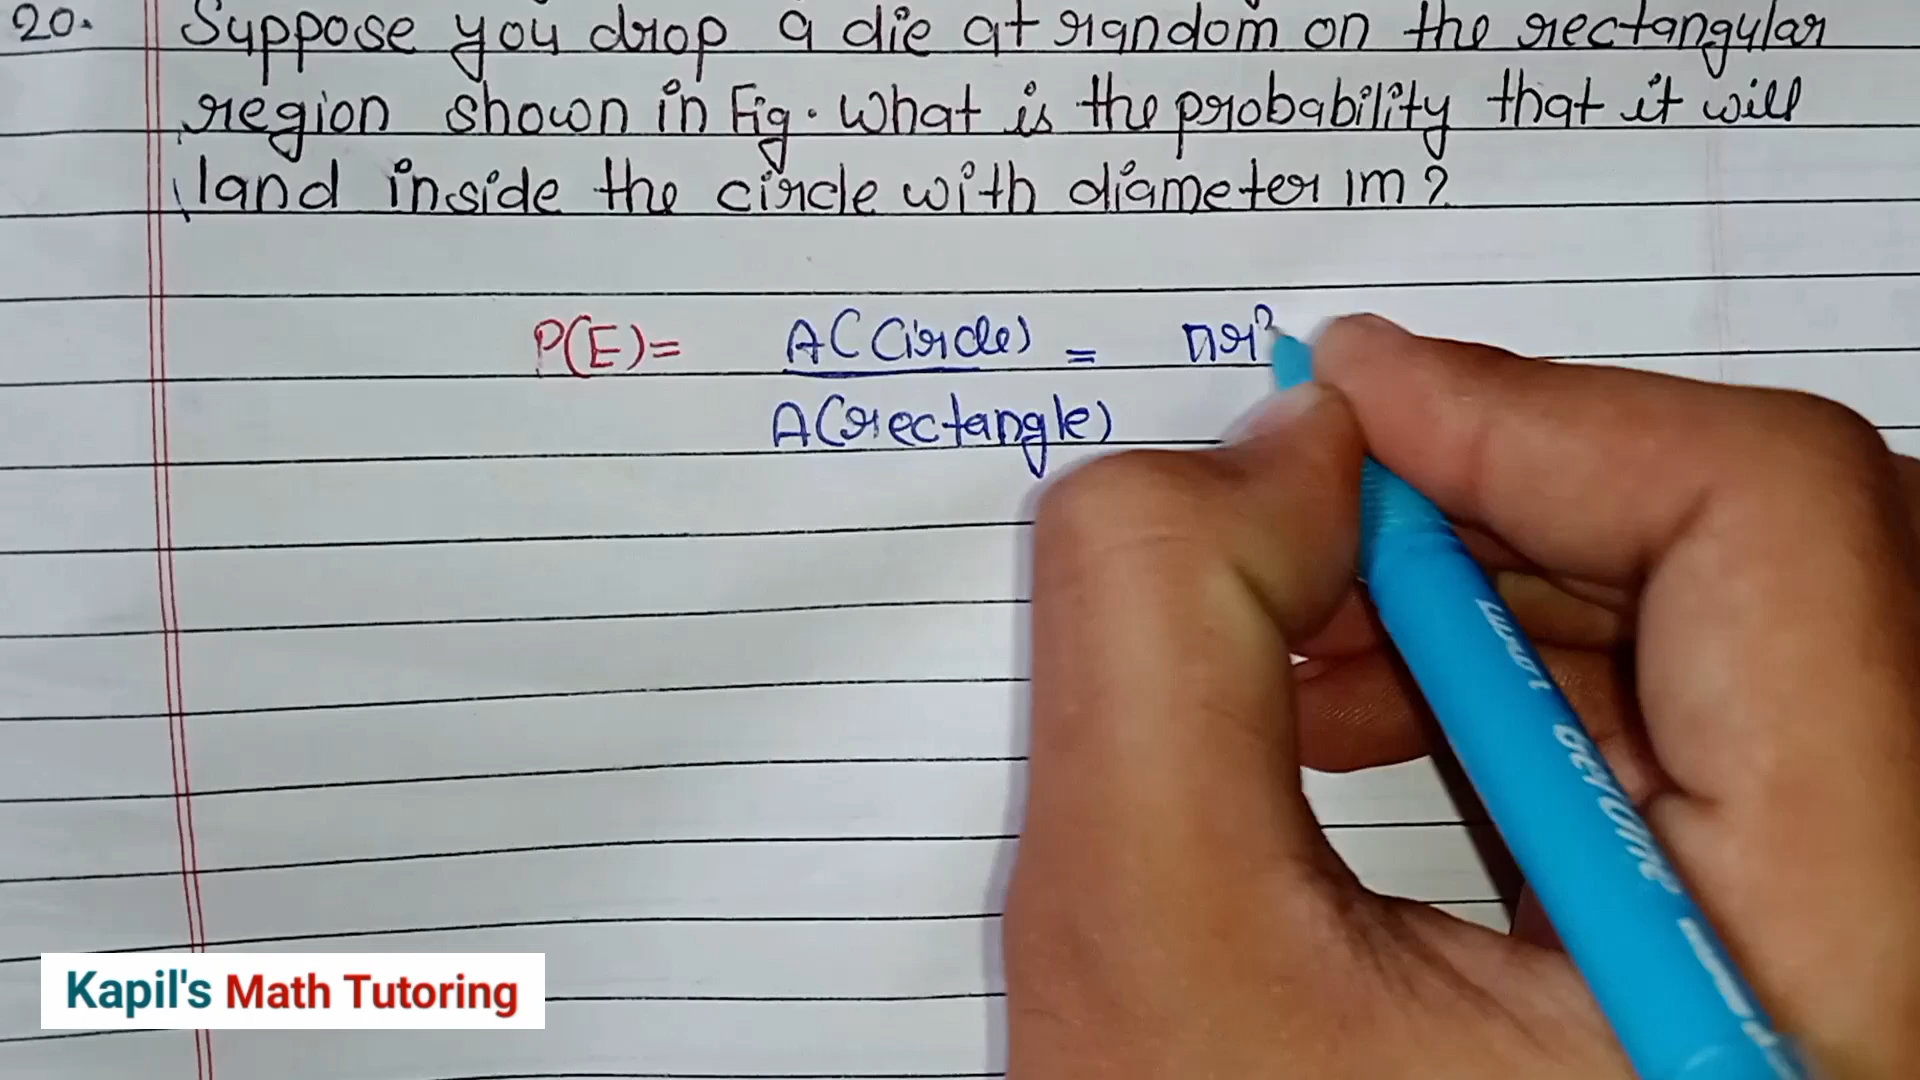 20. Suppose you drop a die at random on the rectangular
region shown in Fig. What is the probability that it will
land inside the circle with diameter 1m?
P(E) = A(Circle) = πr²
A(rectangle)
Kapil's Math Tutoring